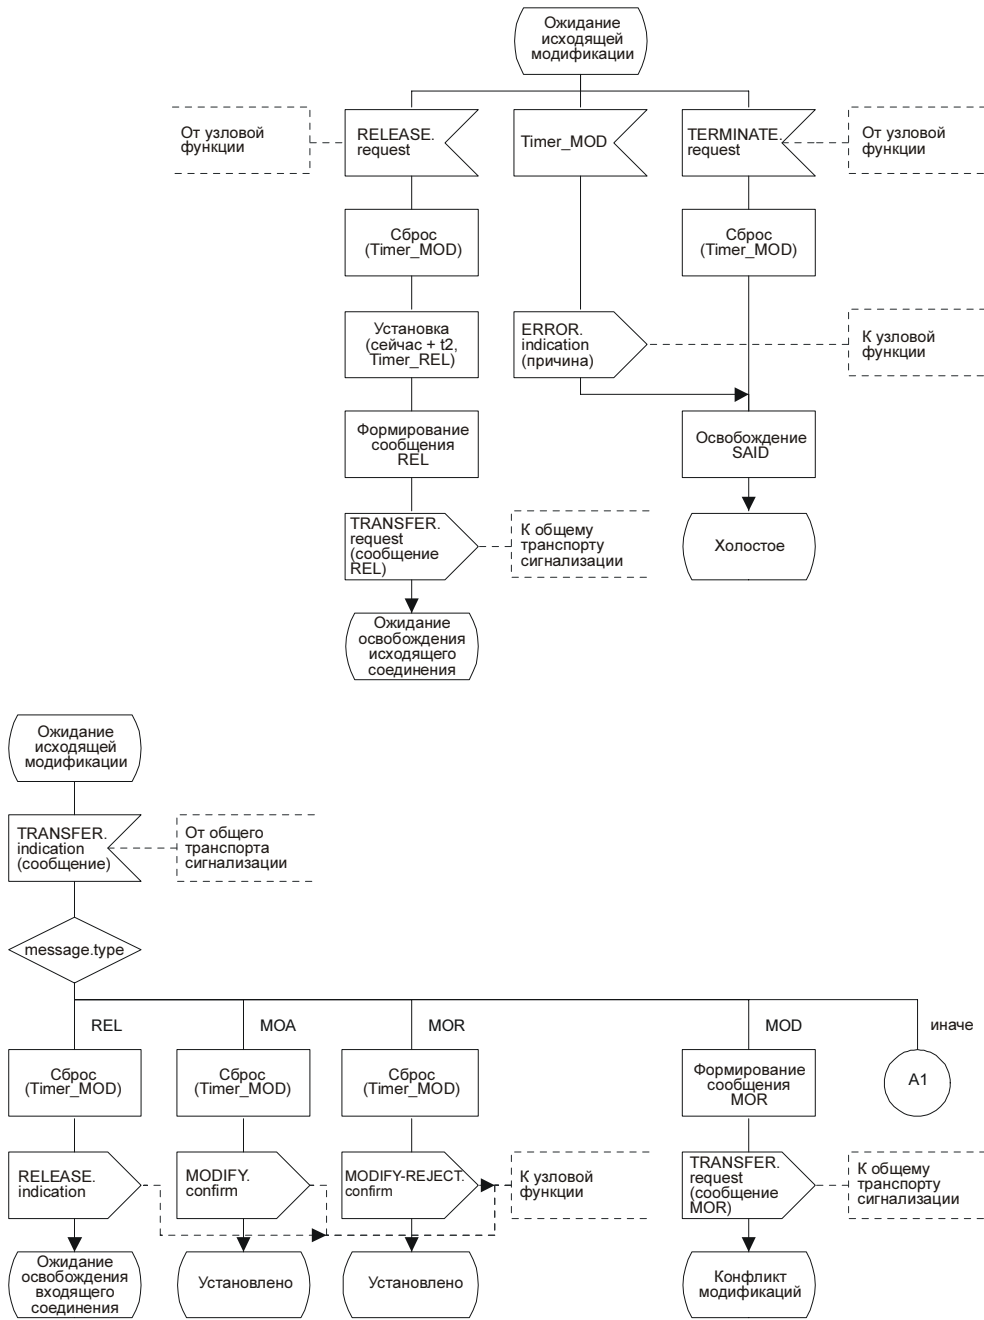 Ожидание
исходящей
модификации
От узловой
функции
RELEASE.
request
Timer_MOD
TERMINATE.
request
От узловой
функции
Сброс
(Timer_MOD)
Сброс
(Timer_MOD)
Установка
(сейчас + t2,
Timer_REL)
ERROR.
indication
(причина)
К узловой
функции
Формирование
сообщения
REL
Освобождение
SAID
TRANSFER.
request
(сообщение
REL)
К общему
транспорту
сигнализации
Холостое
Ожидание
освобождения
исходящего
соединения
Ожидание
исходящей
модификации
TRANSFER.
indication
(сообщение)
От общего
транспорта
сигнализации
message.type
REL
MOA
MOR
MOD
иначе
Сброс
(Timer_MOD)
Сброс
(Timer_MOD)
Сброс
(Timer_MOD)
Формирование
сообщения
MOR
A1
RELEASE.
indication
MODIFY.
confirm
MODIFY-REJECT.
confirm
К узловой
функции
TRANSFER.
request
(сообщение
MOR)
К общему
транспорту
сигнализации
Ожидание
освобождения
входящего
соединения
Установлено
Установлено
Конфликт
модификаций